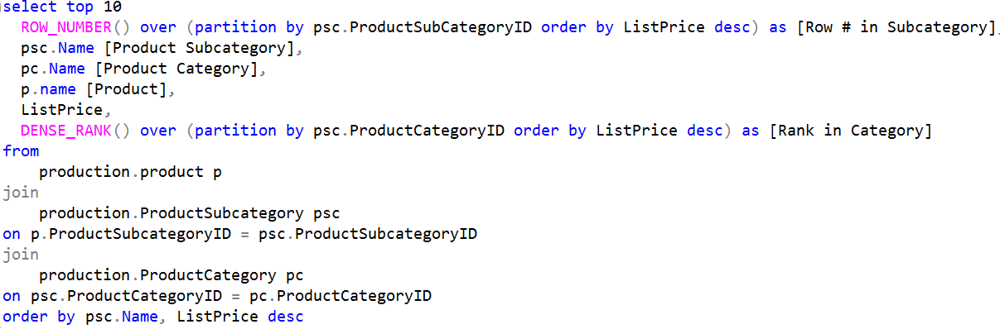 select top 10
ROW_NUMBER() over (partition by psc.ProductSubCategoryID order by ListPrice desc) as [Row # in Subcategory],
psc.Name [Product Subcategory],
pc.Name [Product Category],
p.name [Product],
ListPrice,
DENSE_RANK() over (partition by psc.ProductCategoryID order by ListPrice desc) as [Rank in Category]
from
production.product p
join
production.ProductSubcategory psc
on p.ProductSubcategoryID = psc.ProductSubcategoryID
join
production.ProductCategory pc
on psc.ProductCategoryID = pc.ProductCategoryID
order by psc.Name, ListPrice desc